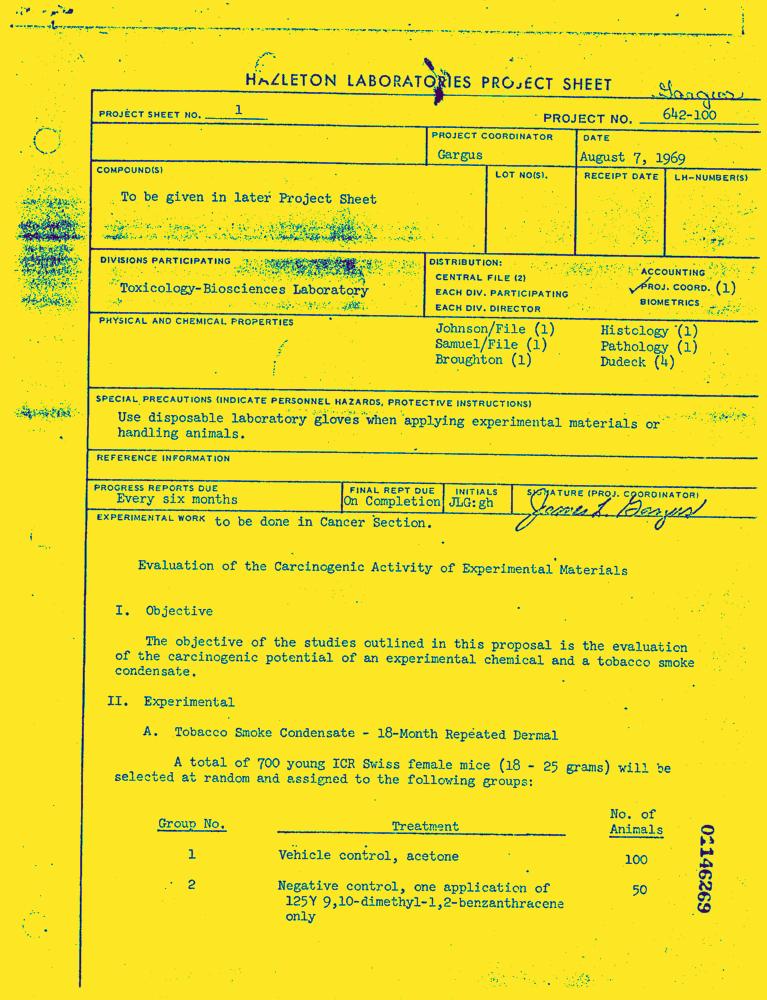 Gargus
HAZLETON LABORATORIES PROJECT SHEET
PROJECT SHEET NO. 1
PROJECT NO. 642-100
PROJECT COORDINATOR
Gargus
DATE
August 7, 1969
COMPOUND(S)
To be given in later Project Sheet
LOT NO(S).
RECEIPT DATE
LH-NUMBER(S)
DIVISIONS PARTICIPATING
Toxicology-Biosciences Laboratory
DISTRIBUTION:
CENTRAL FILE (2)
EACH DIV. PARTICIPATING
EACH DIV. DIRECTOR
ACCOUNTING
✓PROJ. COORD. (1)
BIOMETRICS
PHYSICAL AND CHEMICAL PROPERTIES
Johnson/File (1)
Samuel/File (1)
Broughton (1)
Histology (1)
Pathology (1)
Dudeck (4)
SPECIAL PRECAUTIONS (INDICATE PERSONNEL HAZARDS, PROTECTIVE INSTRUCTIONS)
Use disposable laboratory gloves when applying experimental materials or
handling animals.
REFERENCE INFORMATION
PROGRESS REPORTS DUE
Every six months
FINAL REPT DUE
On Completion
INITIALS
JLG:gh
SIGNATURE (PROJ. COORDINATOR)
James L. Gargus
EXPERIMENTAL WORK to be done in Cancer Section.
Evaluation of the Carcinogenic Activity of Experimental Materials
I. Objective
The objective of the studies outlined in this proposal is the evaluation
of the carcinogenic potential of an experimental chemical and a tobacco smoke
condensate.
II. Experimental
A. Tobacco Smoke Condensate - 18-Month Repeated Dermal
A total of 700 young ICR Swiss female mice (18 - 25 grams) will be
selected at random and assigned to the following groups:
Group No. Treatment No. of Animals
1 Vehicle control, acetone 100
2 Negative control, one application of 50
125Y 9,10-dimethyl-1,2-benzanthracene
only
01146269